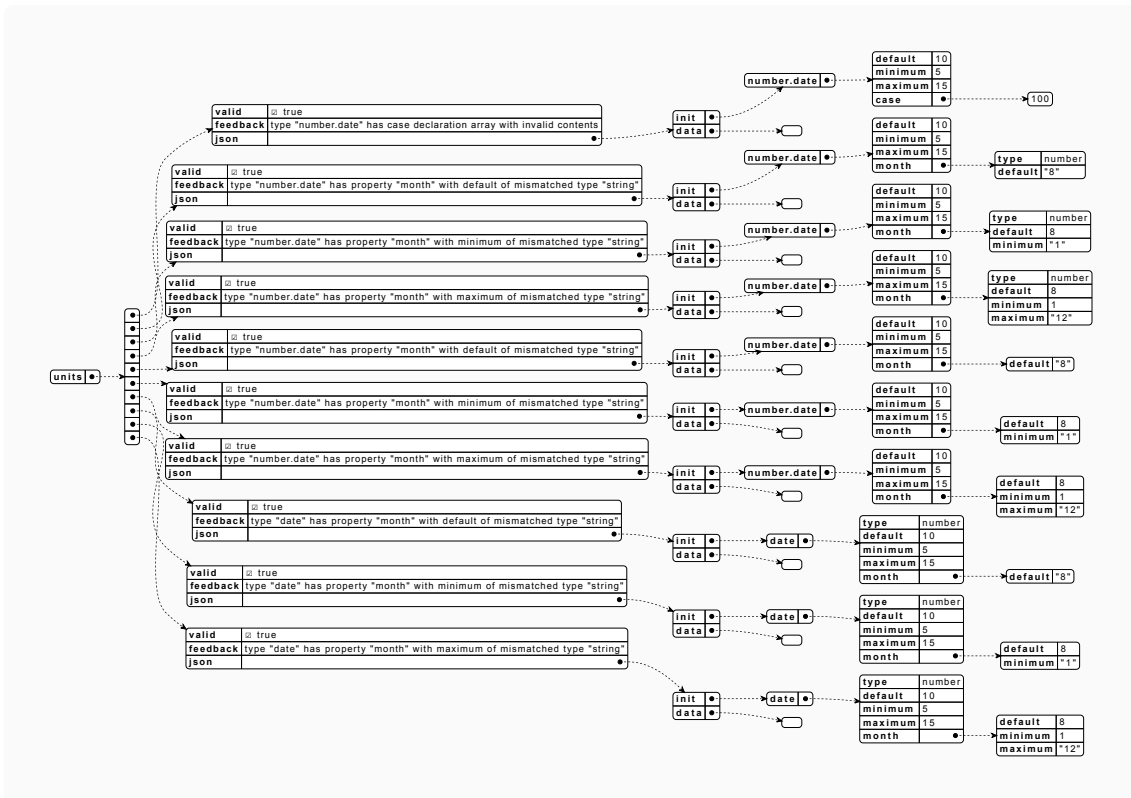 units
valid ☑ true
feedback type "number.date" has case declaration array with invalid contents
json
init
data
number.date
default 10
minimum 5
maximum 15
case
100
valid ☑ true
feedback type "number.date" has property "month" with default of mismatched type "string"
json
init
data
number.date
default 10
minimum 5
maximum 15
month
type number
default "8"
valid ☑ true
feedback type "number.date" has property "month" with minimum of mismatched type "string"
json
init
data
number.date
default 10
minimum 5
maximum 15
month
type number
default 8
minimum "1"
valid ☑ true
feedback type "number.date" has property "month" with maximum of mismatched type "string"
json
init
data
number.date
default 10
minimum 5
maximum 15
month
type number
default 8
minimum 1
maximum "12"
valid ☑ true
feedback type "number.date" has property "month" with default of mismatched type "string"
json
init
data
number.date
default 10
minimum 5
maximum 15
month
default "8"
valid ☑ true
feedback type "number.date" has property "month" with minimum of mismatched type "string"
json
init
data
number.date
default 10
minimum 5
maximum 15
month
default 8
minimum "1"
valid ☑ true
feedback type "number.date" has property "month" with maximum of mismatched type "string"
json
init
data
number.date
default 10
minimum 5
maximum 15
month
default 8
minimum 1
maximum "12"
valid ☑ true
feedback type "date" has property "month" with default of mismatched type "string"
json
init
data
date
type number
default 10
minimum 5
maximum 15
month
default "8"
valid ☑ true
feedback type "date" has property "month" with minimum of mismatched type "string"
json
init
data
date
type number
default 10
minimum 5
maximum 15
month
default 8
minimum "1"
valid ☑ true
feedback type "date" has property "month" with maximum of mismatched type "string"
json
init
data
date
type number
default 10
minimum 5
maximum 15
month
default 8
minimum 1
maximum "12"